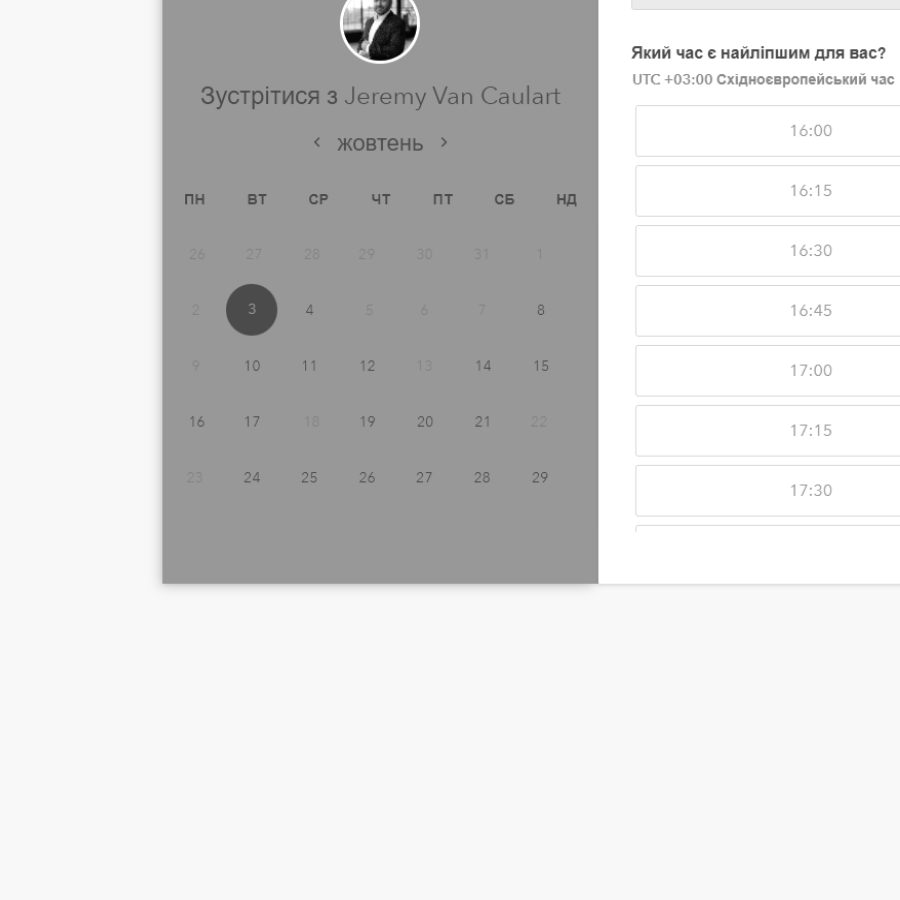 Зустрітися з Jeremy Van Caulart
жовтень
ПН ВТ СР ЧТ ПТ СБ НД
26 27 28 29 30 31 1
2 3 4 5 6 7 8
9 10 11 12 13 14 15
16 17 18 19 20 21 22
23 24 25 26 27 28 29
Який час є найліпшим для вас?
UTC +03:00 Східноєвропейський час
16:00
16:15
16:30
16:45
17:00
17:15
17:30